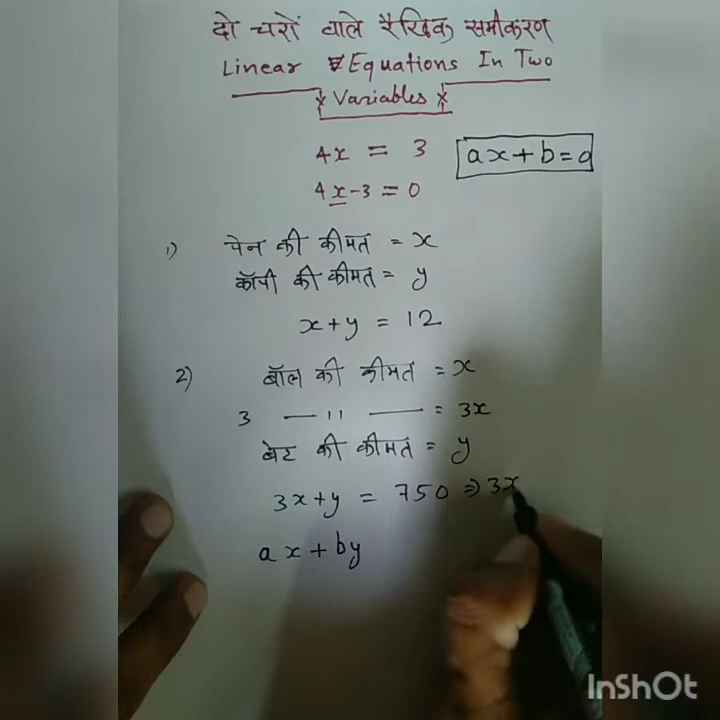 दो चरों वाले रैखिक समीकरण
Linear Equations In Two
Variables
4x = 3
ax+b=0
4x-3=0
1) पेन की कीमत = x
कॉपी की कीमत = y
x+y = 12
2) बॉल की कीमत = x
3 —— 11 —— = 3x
बेट की कीमत = y
3x+y = 750 ⇒ 3x
ax+by
InShOt